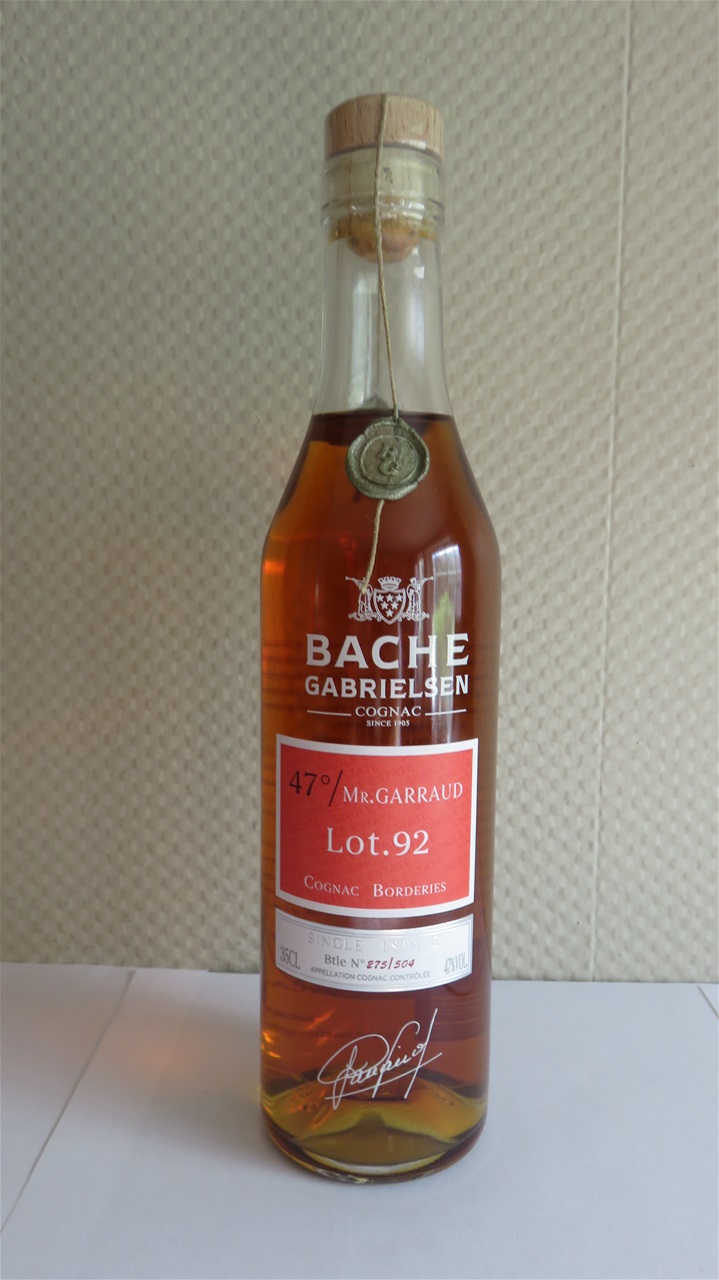 BG
BACHE
GABRIELSEN
COGNAC
SINCE 1905
47°/MR.GARRAUD
Lot.92
COGNAC BORDERIES
SINGLE ESTATE
35CL Btle N° 275/504 47%VOL
APPELLATION COGNAC CONTRÔLÉE